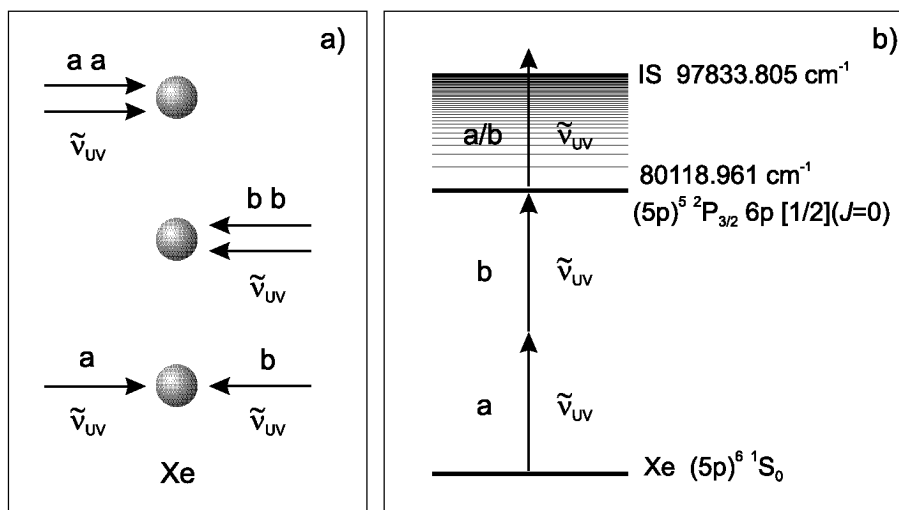 a)
a a
ν̃UV
b b
ν̃UV
a b
ν̃UV ν̃UV
Xe
b)
IS 97833.805 cm⁻¹
a/b ν̃UV
80118.961 cm⁻¹
(5p)⁵ ²P₃/₂ 6p [1/2](J=0)
b ν̃UV
a ν̃UV
Xe (5p)⁶ ¹S₀